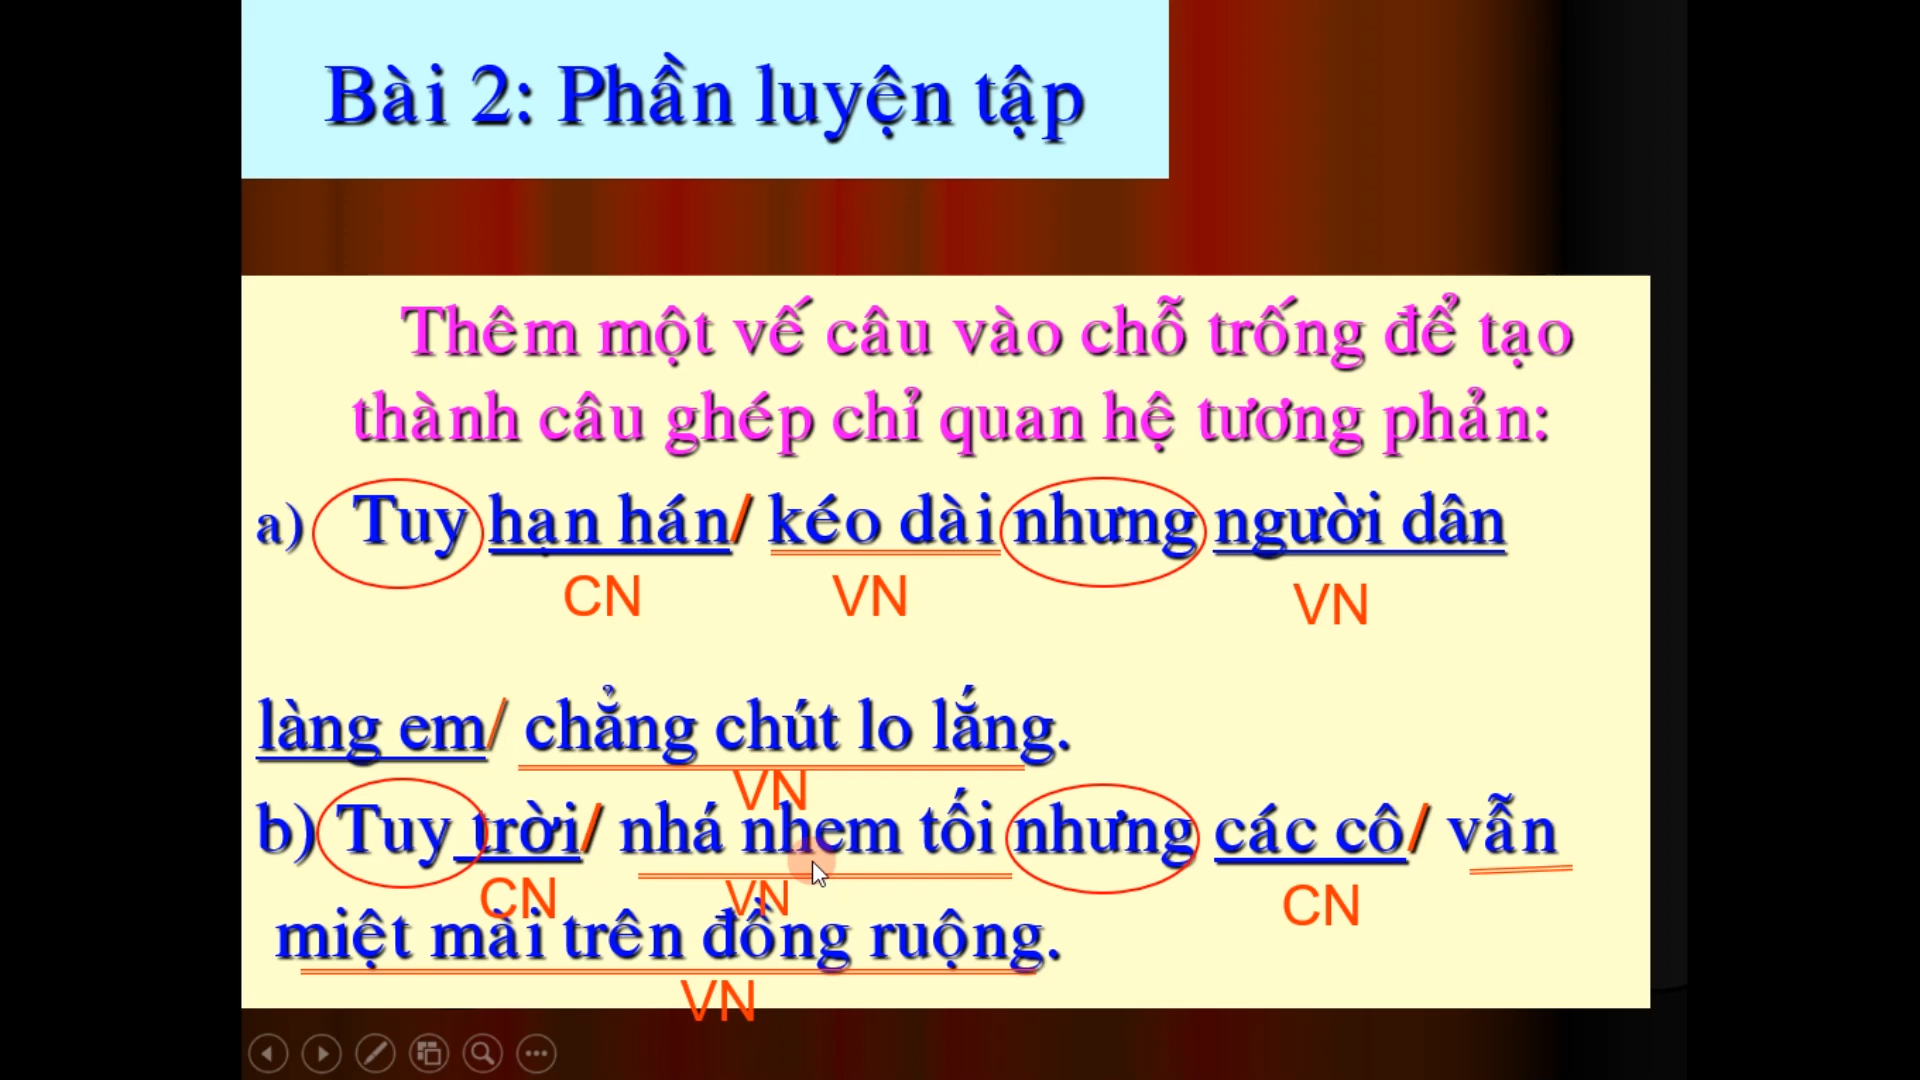 Bài 2: Phần luyện tập
Thêm một vế câu vào chỗ trống để tạo
thành câu ghép chỉ quan hệ tương phản:
a) Tuy hạn hán/ kéo dài nhưng người dân
CN VN VN
làng em/ chẳng chút lo lắng.
VN
b) Tuy trời/ nhá nhem tối nhưng các cô/ vẫn
CN VN CN
miệt mài trên đồng ruộng.
VN